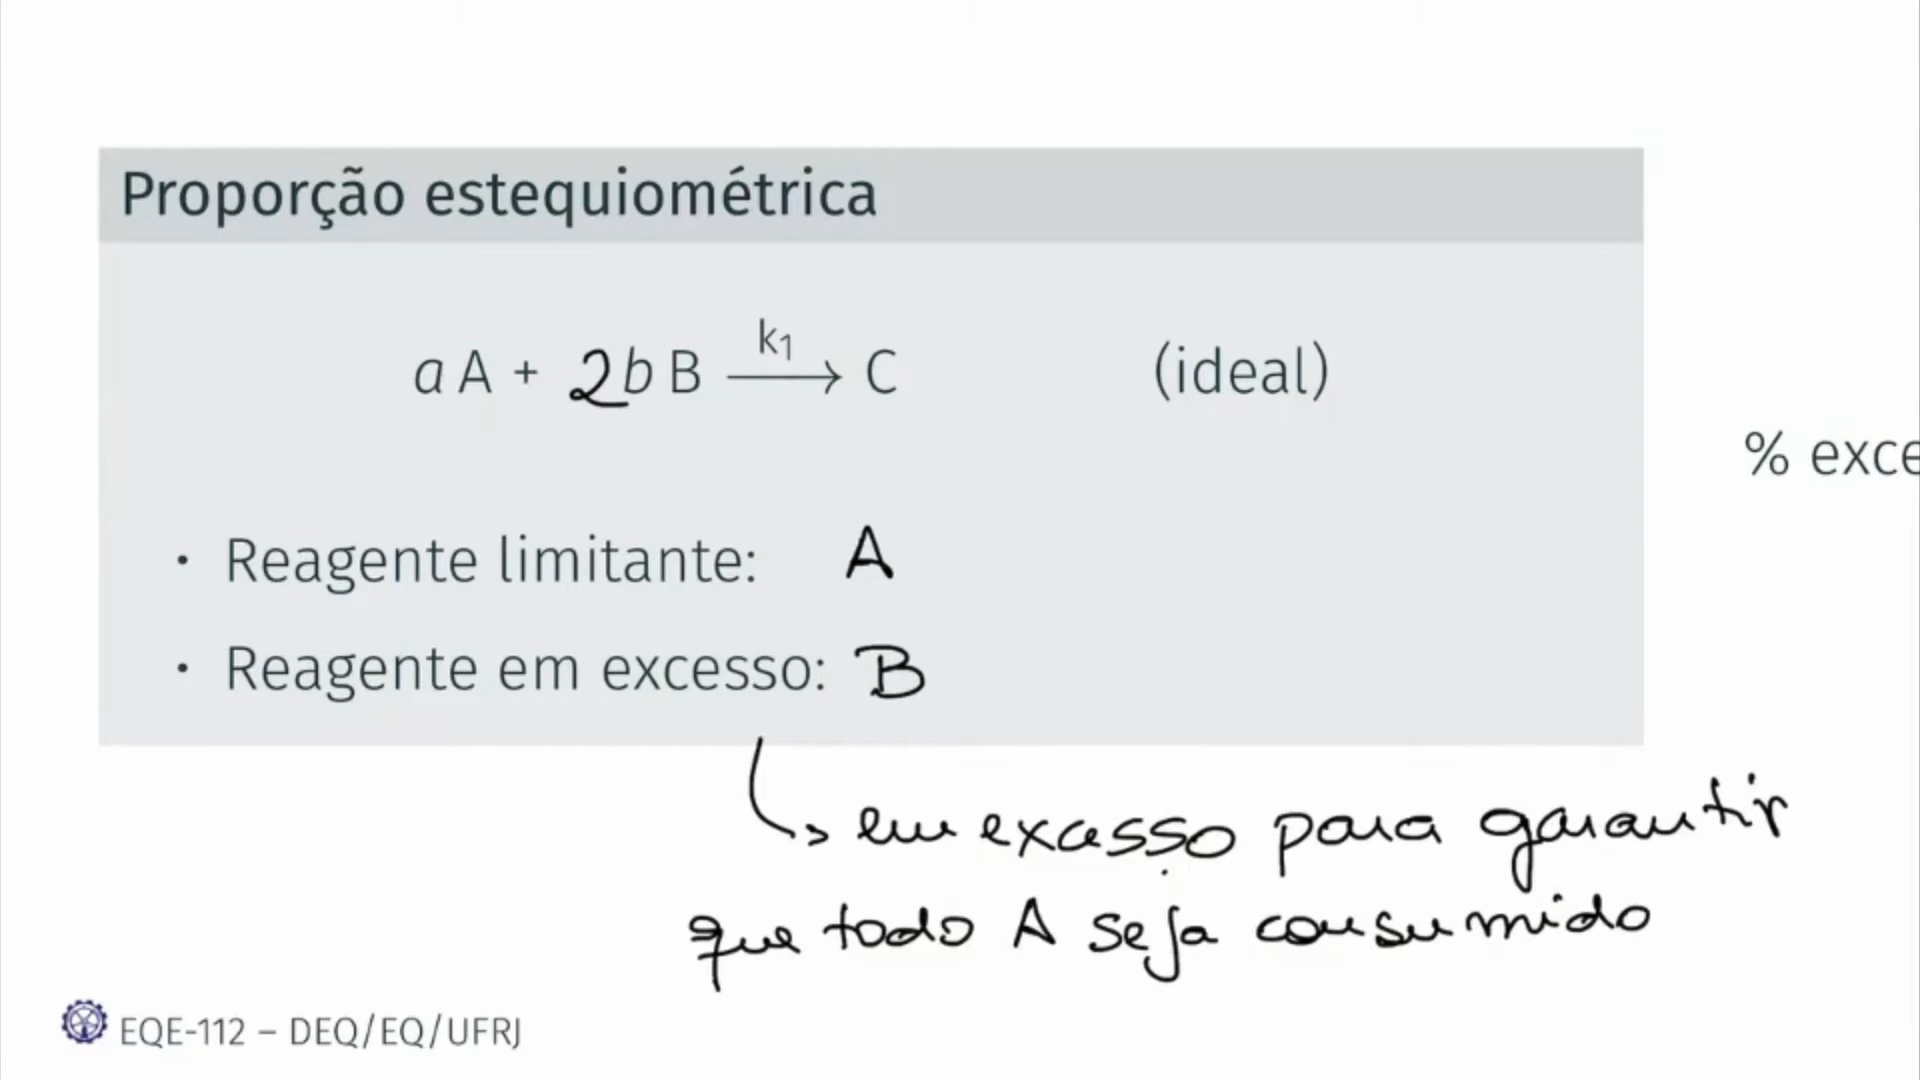 Proporção estequiométrica
a A + 2b B k₁→ C (ideal)
% exce
• Reagente limitante: A
• Reagente em excesso: B
↳ em excesso para garantir
que todo A seja consumido
EQE-112 – DEQ/EQ/UFRJ